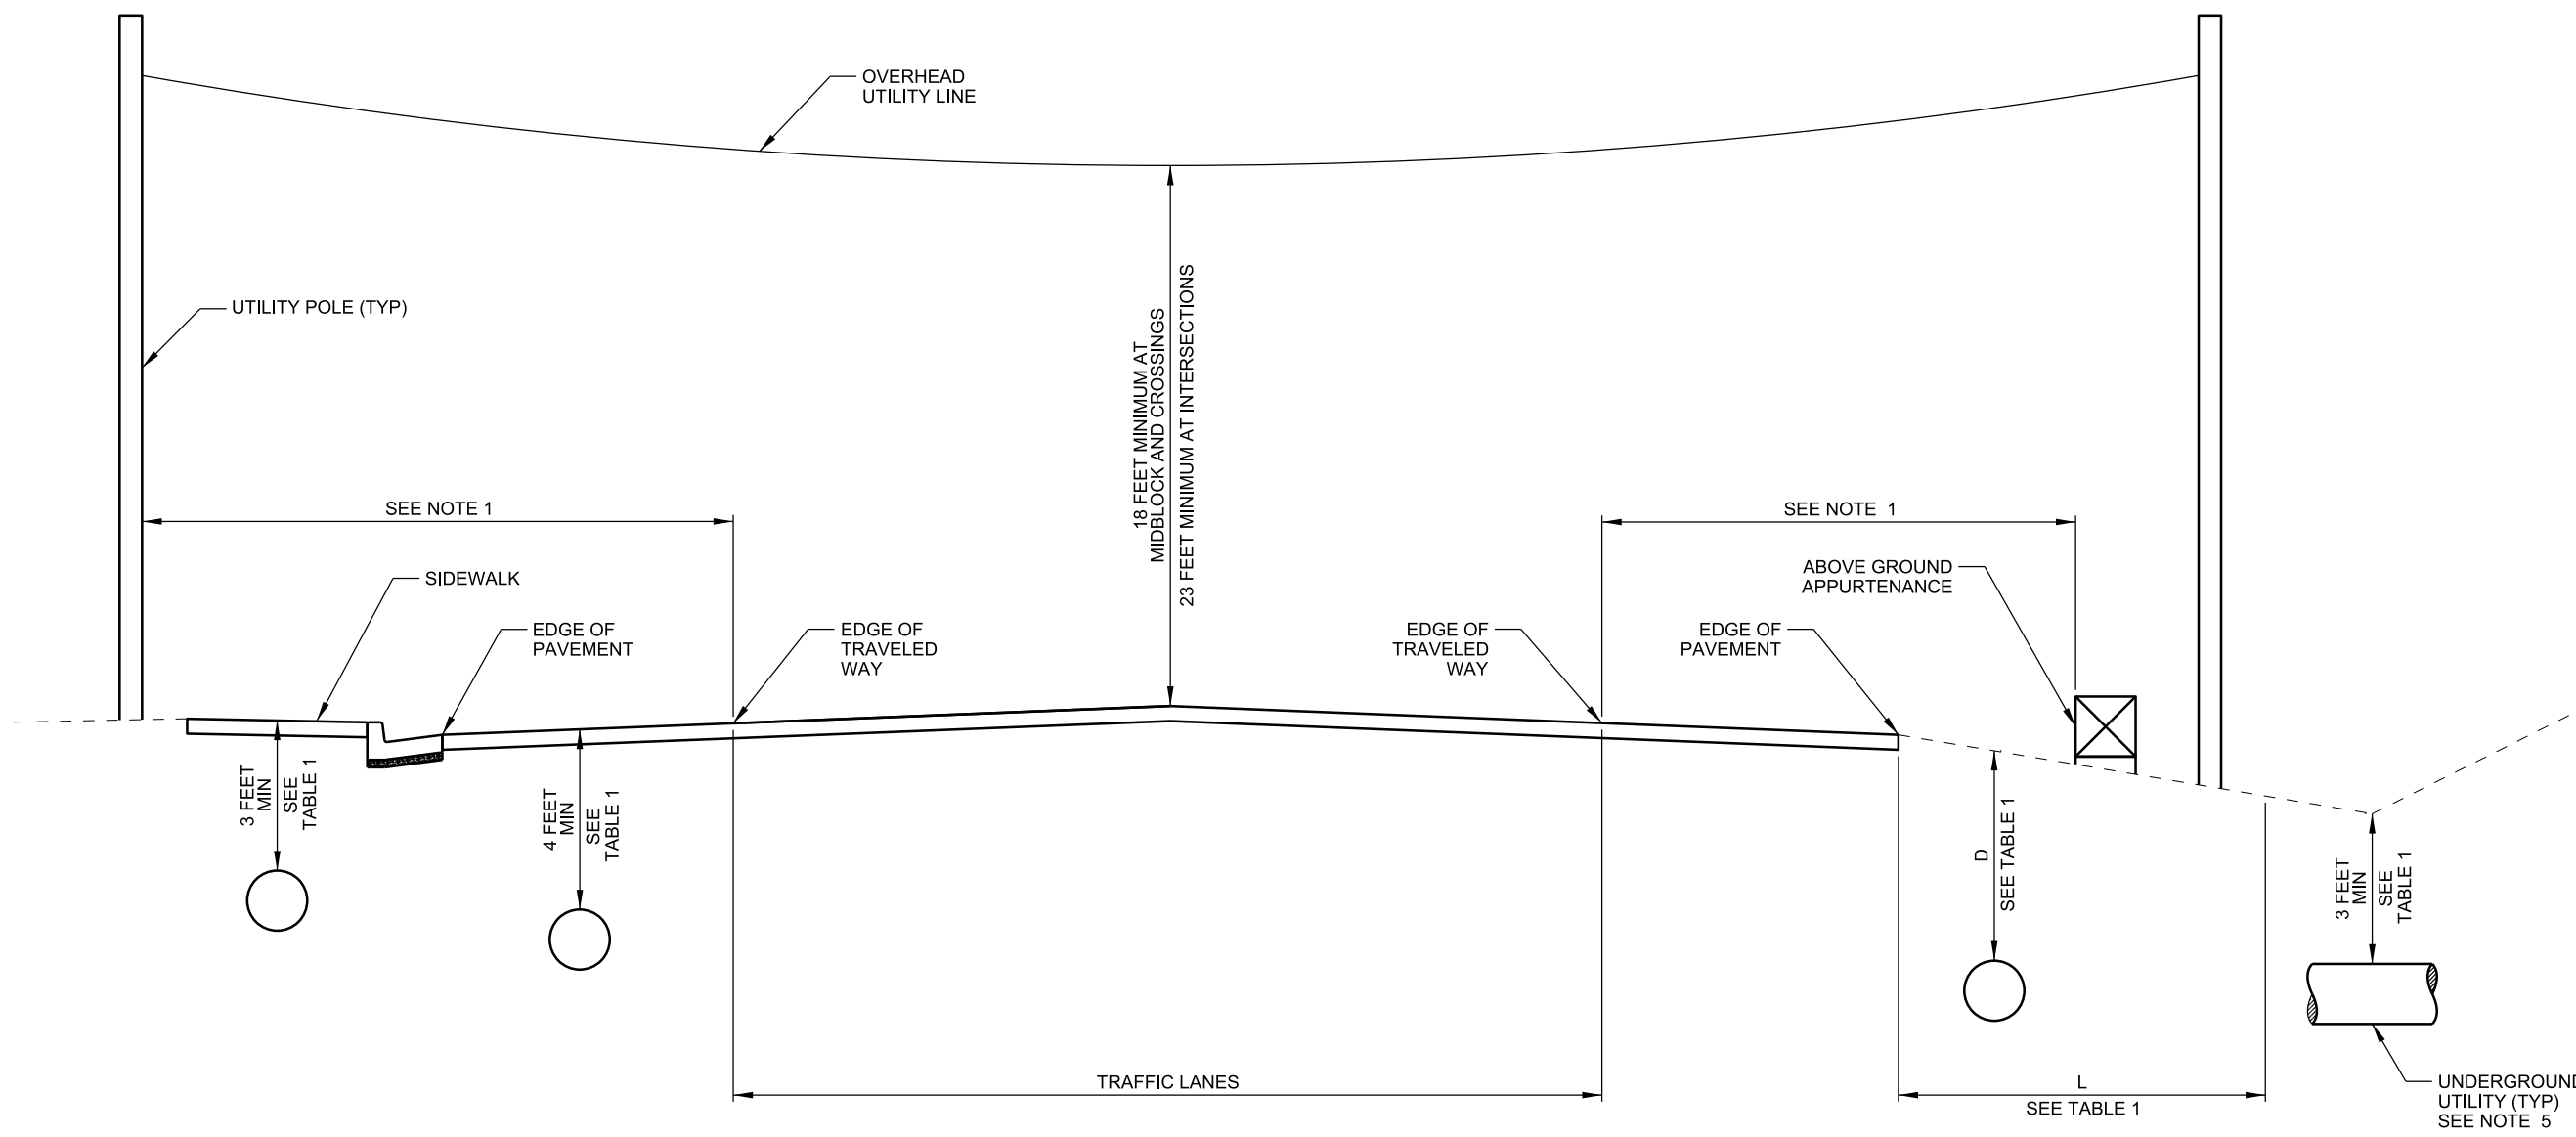 OVERHEAD
UTILITY LINE
UTILITY POLE (TYP)
18 FEET MINIMUM AT
MIDBLOCK AND CROSSINGS
23 FEET MINIMUM AT INTERSECTIONS
SEE NOTE 1
SEE NOTE 1
SIDEWALK
ABOVE GROUND
APPURTENANCE
EDGE OF
PAVEMENT
EDGE OF
TRAVELED
WAY
EDGE OF
TRAVELED
WAY
EDGE OF
PAVEMENT
3 FEET
MIN
SEE
TABLE 1
4 FEET
MIN
SEE
TABLE 1
D
SEE TABLE 1
3 FEET
MIN
SEE
TABLE 1
TRAFFIC LANES
L
SEE TABLE 1
UNDERGROUND
UTILITY (TYP)
SEE NOTE 5